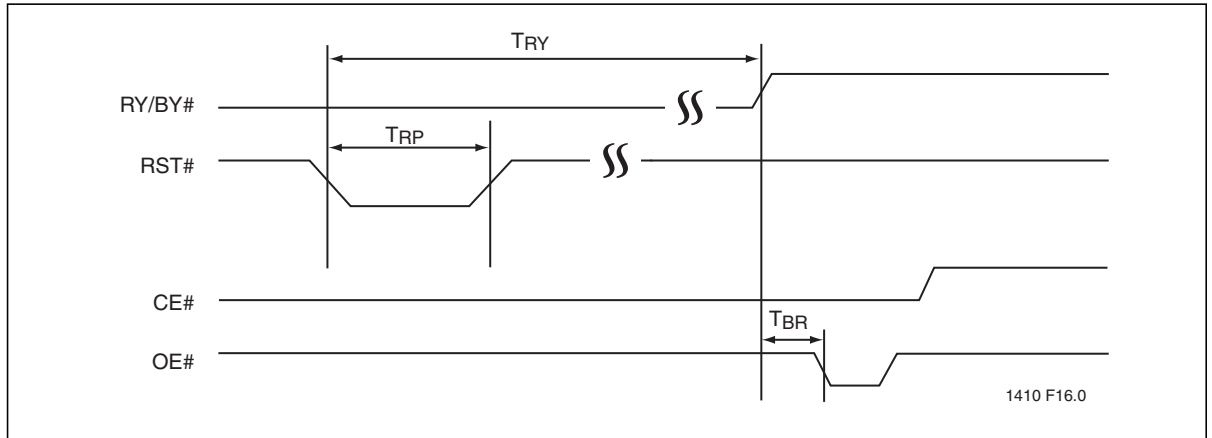 TRY
RY/BY#
TRP
RST#
CE#
TBR
OE#
1410 F16.0